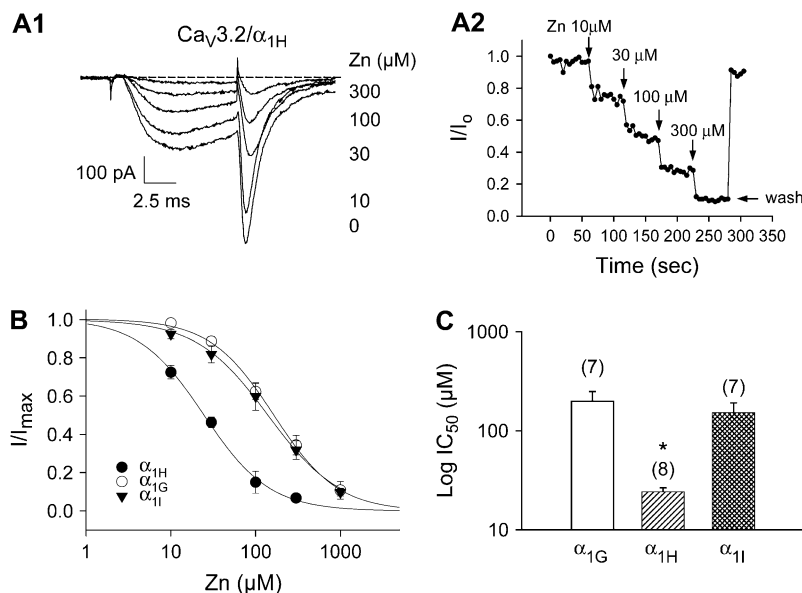 A1
CaV3.2/α1H
Zn (µM)
300
100
30
10
0
100 pA
2.5 ms
A2
Zn 10µM
30 µM
100 µM
300 µM
wash
I/Io
1.0
0.8
0.6
0.4
0.2
0.0
0 50 100 150 200 250 300 350
Time (sec)
B
I/Imax
1.0
0.8
0.6
0.4
0.2
0.0
α1H
α1G
α1I
1 10 100 1000
Zn (µM)
C
Log IC50 (µM)
1000
100
10
(7)
*
(8)
(7)
α1G α1H α1I